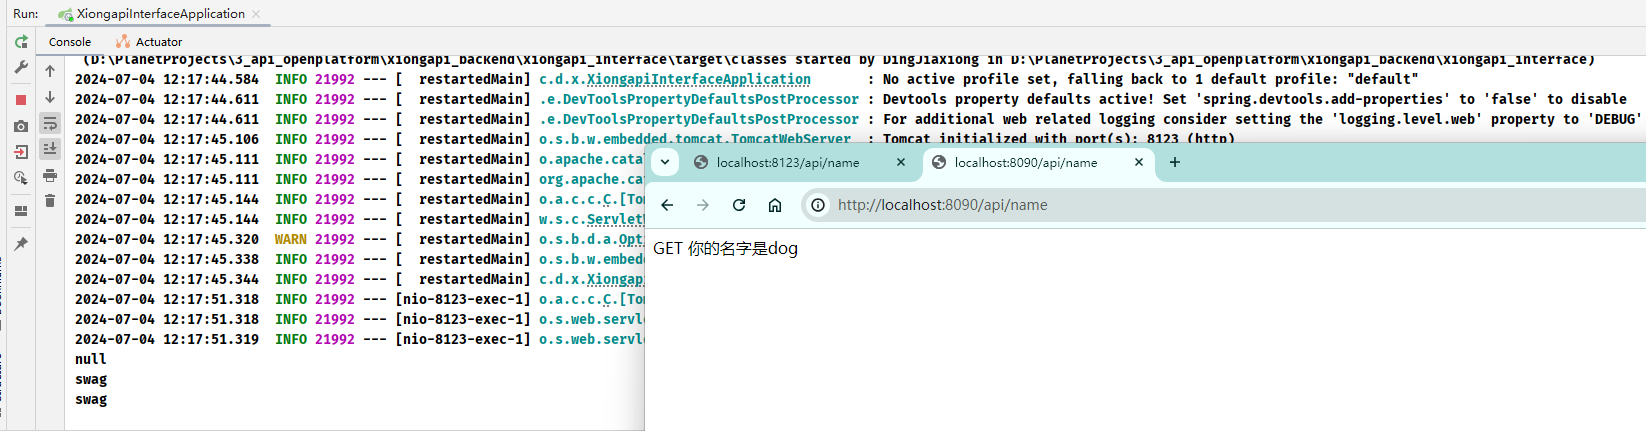 Run: XiongapiInterfaceApplication
Console Actuator
(D:\PlanetProjects\3_api_openplatform\xiongapi_backend\xiongapi_interface\target\classes started by DingJiaxiong in D:\PlanetProjects\3_api_openplatform\xiongapi_backend\xiongapi_interface)
2024-07-04 12:17:44.584 INFO 21992 --- [ restartedMain] c.d.x.XiongapiInterfaceApplication : No active profile set, falling back to 1 default profile: "default"
2024-07-04 12:17:44.611 INFO 21992 --- [ restartedMain] .e.DevToolsPropertyDefaultsPostProcessor : Devtools property defaults active! Set 'spring.devtools.add-properties' to 'false' to disable
2024-07-04 12:17:44.611 INFO 21992 --- [ restartedMain] .e.DevToolsPropertyDefaultsPostProcessor : For additional web related logging consider setting the 'logging.level.web' property to 'DEBUG'
2024-07-04 12:17:45.106 INFO 21992 --- [ restartedMain] o.s.b.w.embedded.tomcat.TomcatWebServer : Tomcat initialized with port(s): 8123 (http)
2024-07-04 12:17:45.111 INFO 21992 --- [ restartedMain] o.apache.cata
2024-07-04 12:17:45.111 INFO 21992 --- [ restartedMain] org.apache.cat
2024-07-04 12:17:45.144 INFO 21992 --- [ restartedMain] o.a.c.c.C.[Tom
2024-07-04 12:17:45.144 INFO 21992 --- [ restartedMain] w.s.c.Servlet
2024-07-04 12:17:45.320 WARN 21992 --- [ restartedMain] o.s.b.d.a.Opti
2024-07-04 12:17:45.338 INFO 21992 --- [ restartedMain] o.s.b.w.embedd
2024-07-04 12:17:45.344 INFO 21992 --- [ restartedMain] c.d.x.Xiongapi
2024-07-04 12:17:51.318 INFO 21992 --- [nio-8123-exec-1] o.a.c.c.C.[Tom
2024-07-04 12:17:51.318 INFO 21992 --- [nio-8123-exec-1] o.s.web.servle
2024-07-04 12:17:51.319 INFO 21992 --- [nio-8123-exec-1] o.s.web.servle
null
swag
swag
localhost:8123/api/name localhost:8090/api/name
http://localhost:8090/api/name
GET 你的名字是dog